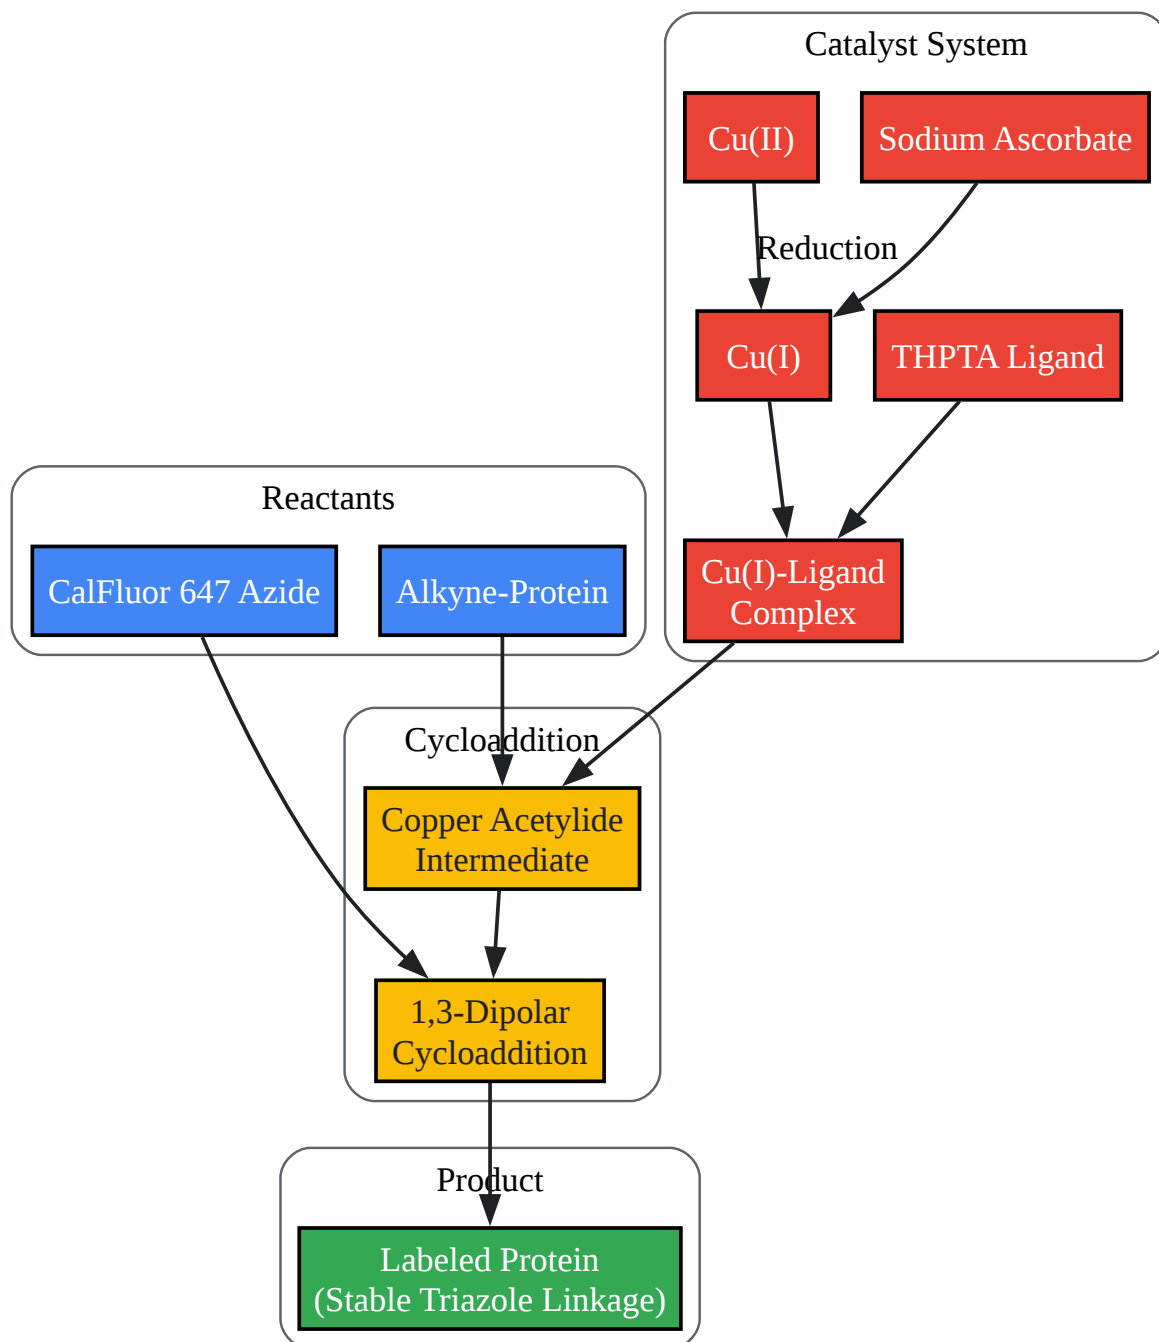 Catalyst System
Cu(II)
Sodium Ascorbate
Reduction
Cu(I)
THPTA Ligand
Reactants
CalFluor 647 Azide
Alkyne-Protein
Cu(I)-Ligand
Complex
Cycloaddition
Copper Acetylide
Intermediate
1,3-Dipolar
Cycloaddition
Product
Labeled Protein
(Stable Triazole Linkage)